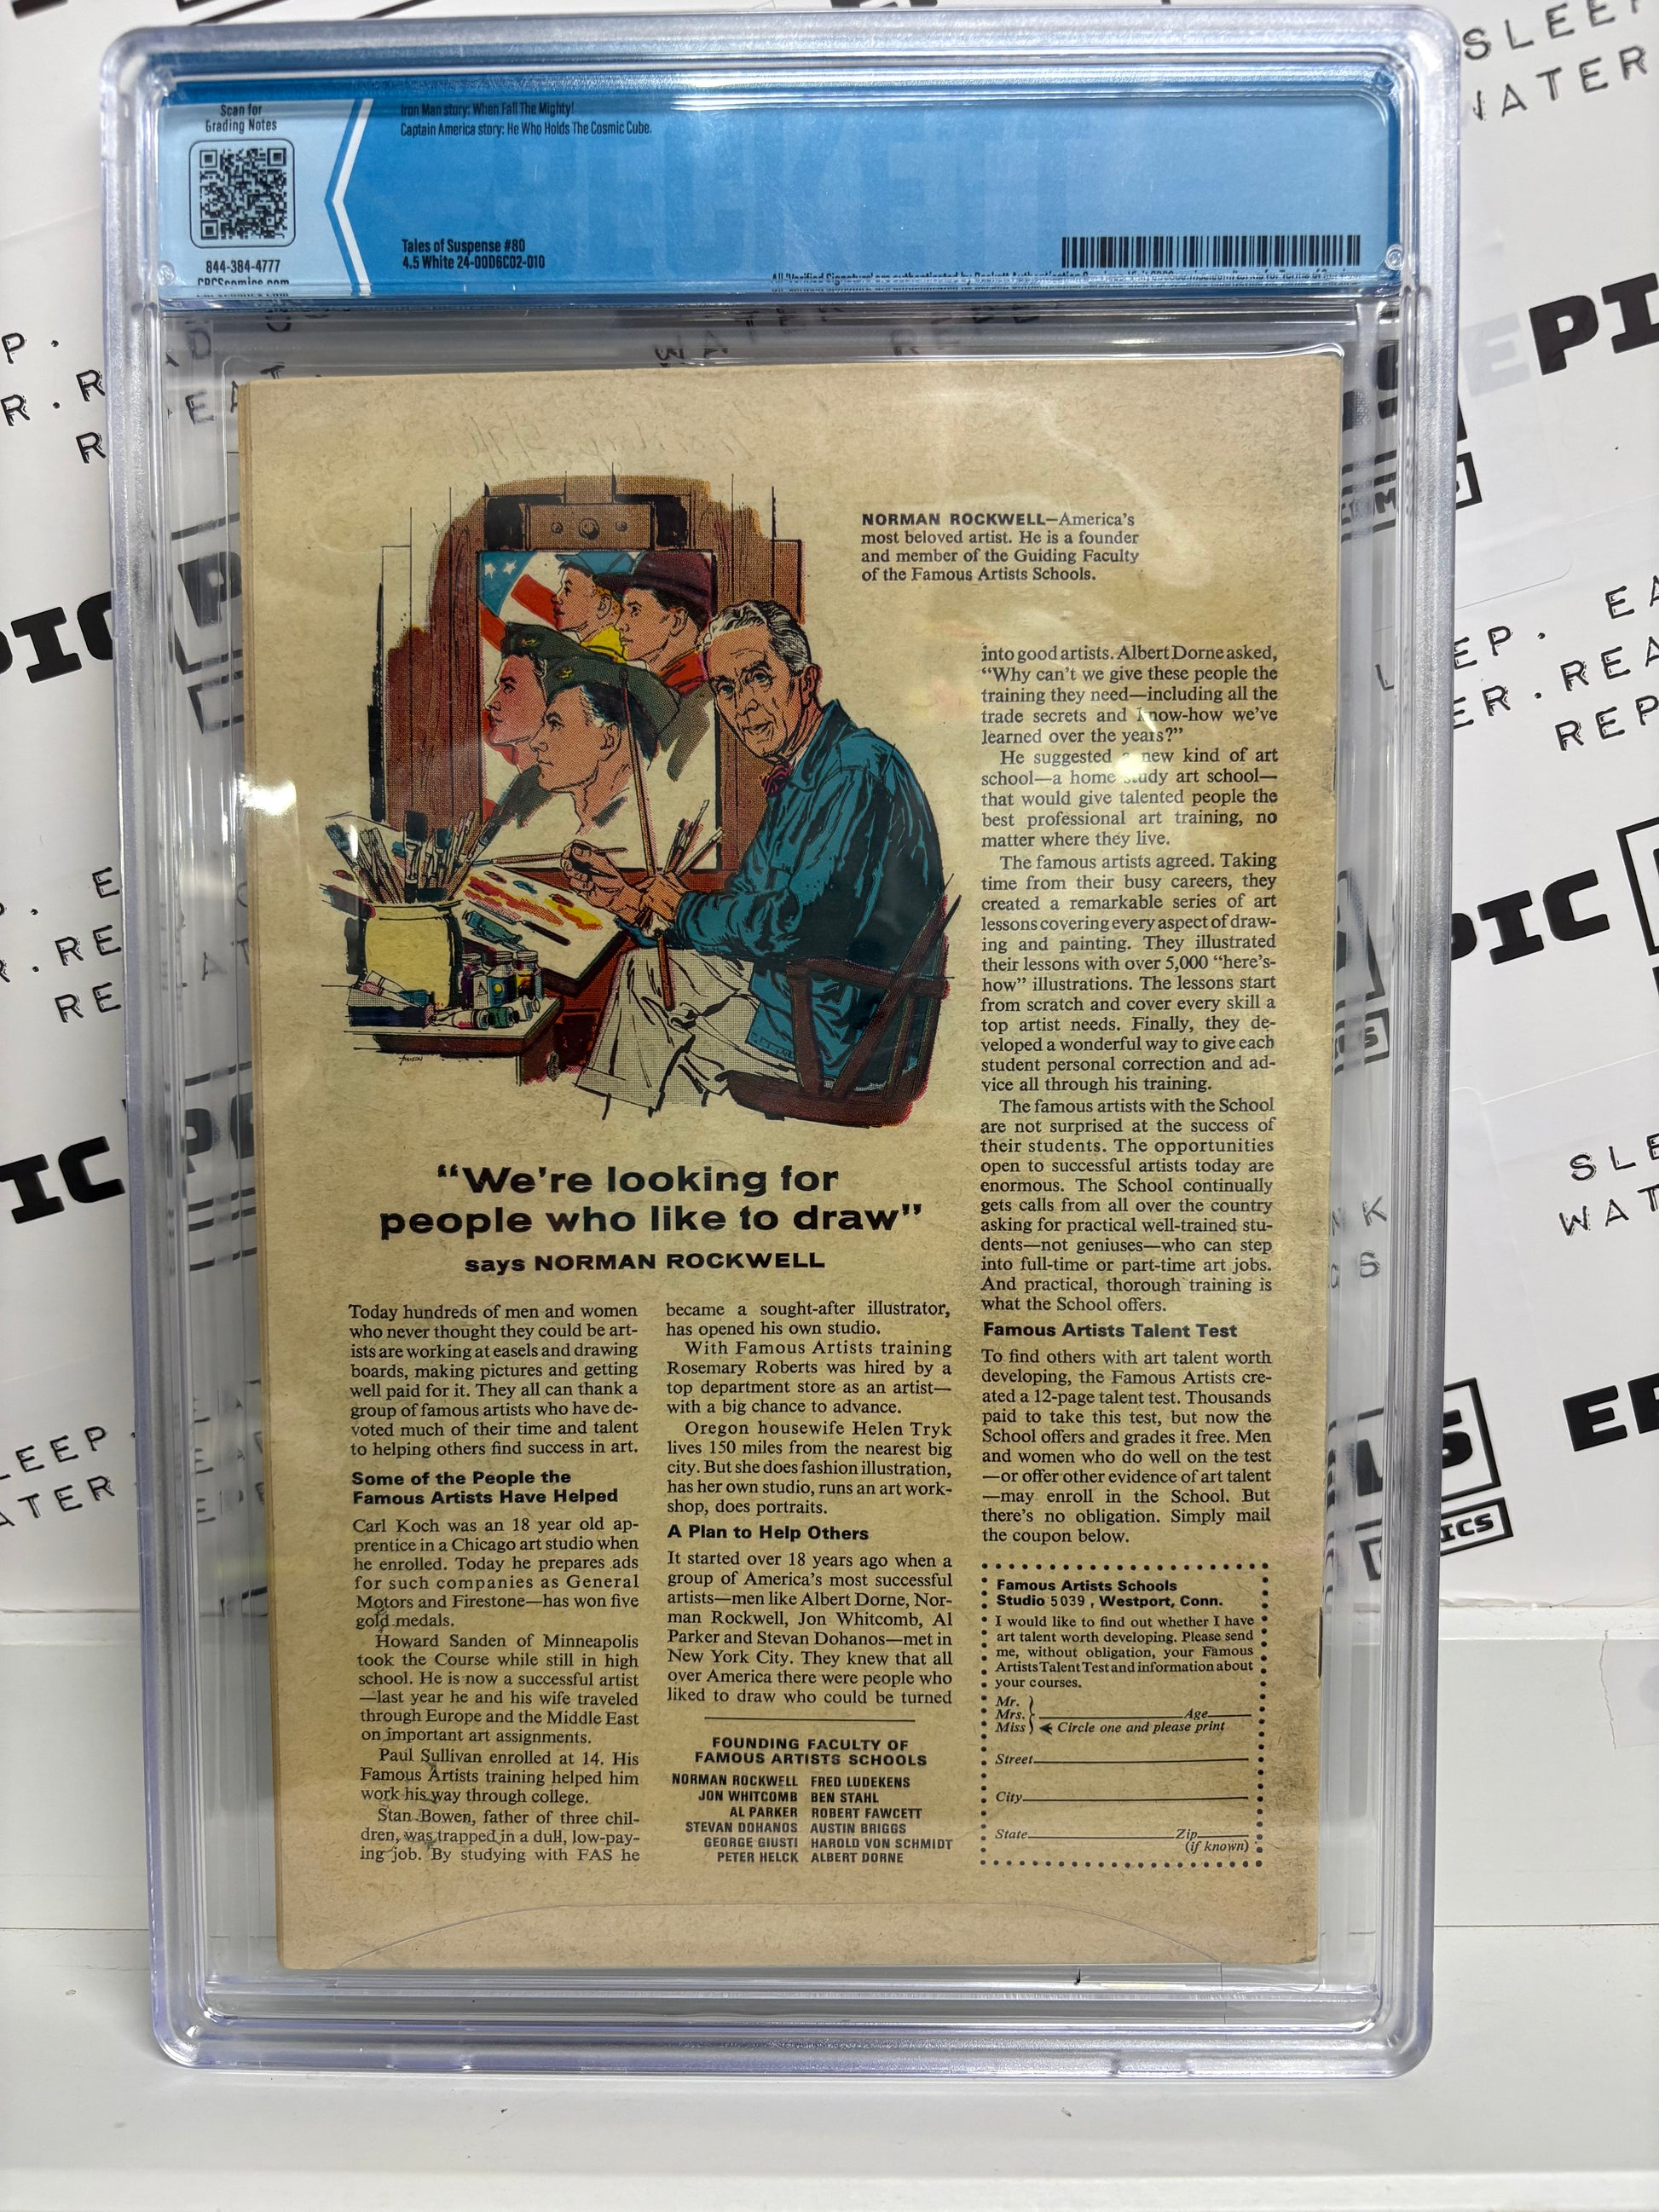 Scan for
Grading Notes
844-384-4777
CBCScomics.com
Iron Man story: When Fall The Mighty!
Captain America story: He Who Holds The Cosmic Cube.
Tales of Suspense #80
4.5 White 24-00D6C02-010
NORMAN ROCKWELL—America's
most beloved artist. He is a founder
and member of the Guiding Faculty
of the Famous Artists Schools.
"We're looking for
people who like to draw"
says NORMAN ROCKWELL
Today hundreds of men and women
who never thought they could be art-
ists are working at easels and drawing
boards, making pictures and getting
well paid for it. They all can thank a
group of famous artists who have de-
voted much of their time and talent
to helping others find success in art.
Some of the People the
Famous Artists Have Helped
Carl Koch was an 18 year old ap-
prentice in a Chicago art studio when
he enrolled. Today he prepares ads
for such companies as General
Motors and Firestone—has won five
gold medals.
Howard Sanden of Minneapolis
took the Course while still in high
school. He is now a successful artist
—last year he and his wife traveled
through Europe and the Middle East
on important art assignments.
Paul Sullivan enrolled at 14. His
Famous Artists training helped him
work his way through college.
Stan Bowen, father of three chil-
dren, was trapped in a dull, low-pay-
ing job. By studying with FAS he
became a sought-after illustrator,
has opened his own studio.
With Famous Artists training
Rosemary Roberts was hired by a
top department store as an artist—
with a big chance to advance.
Oregon housewife Helen Tryk
lives 150 miles from the nearest big
city. But she does fashion illustration,
has her own studio, runs an art work-
shop, does portraits.
A Plan to Help Others
It started over 18 years ago when a
group of America's most successful
artists—men like Albert Dorne, Nor-
man Rockwell, Jon Whitcomb, Al
Parker and Stevan Dohanos—met in
New York City. They knew that all
over America there were people who
liked to draw who could be turned
FOUNDING FACULTY OF
FAMOUS ARTISTS SCHOOLS
NORMAN ROCKWELL FRED LUDEKENS
JON WHITCOMB BEN STAHL
AL PARKER ROBERT FAWCETT
STEVAN DOHANOS AUSTIN BRIGGS
GEORGE GIUSTI HAROLD VON SCHMIDT
PETER HELCK ALBERT DORNE
into good artists. Albert Dorne asked,
"Why can't we give these people the
training they need—including all the
trade secrets and know-how we've
learned over the years?"
He suggested a new kind of art
school—a home study art school—
that would give talented people the
best professional art training, no
matter where they live.
The famous artists agreed. Taking
time from their busy careers, they
created a remarkable series of art
lessons covering every aspect of draw-
ing and painting. They illustrated
their lessons with over 5,000 "here's-
how" illustrations. The lessons start
from scratch and cover every skill a
top artist needs. Finally, they de-
veloped a wonderful way to give each
student personal correction and ad-
vice all through his training.
The famous artists with the School
are not surprised at the success of
their students. The opportunities
open to successful artists today are
enormous. The School continually
gets calls from all over the country
asking for practical well-trained stu-
dents—not geniuses—who can step
into full-time or part-time art jobs.
And practical, thorough training is
what the School offers.
Famous Artists Talent Test
To find others with art talent worth
developing, the Famous Artists cre-
ated a 12-page talent test. Thousands
paid to take this test, but now the
School offers and grades it free. Men
and women who do well on the test
—or offer other evidence of art talent
—may enroll in the School. But
there's no obligation. Simply mail
the coupon below.
Famous Artists Schools
Studio 5039, Westport, Conn.
I would like to find out whether I have
art talent worth developing. Please send
me, without obligation, your Famous
Artists Talent Test and information about
your courses.
Mr.
Mrs. Age
Miss Circle one and please print
Street
City
State Zip
(if known)